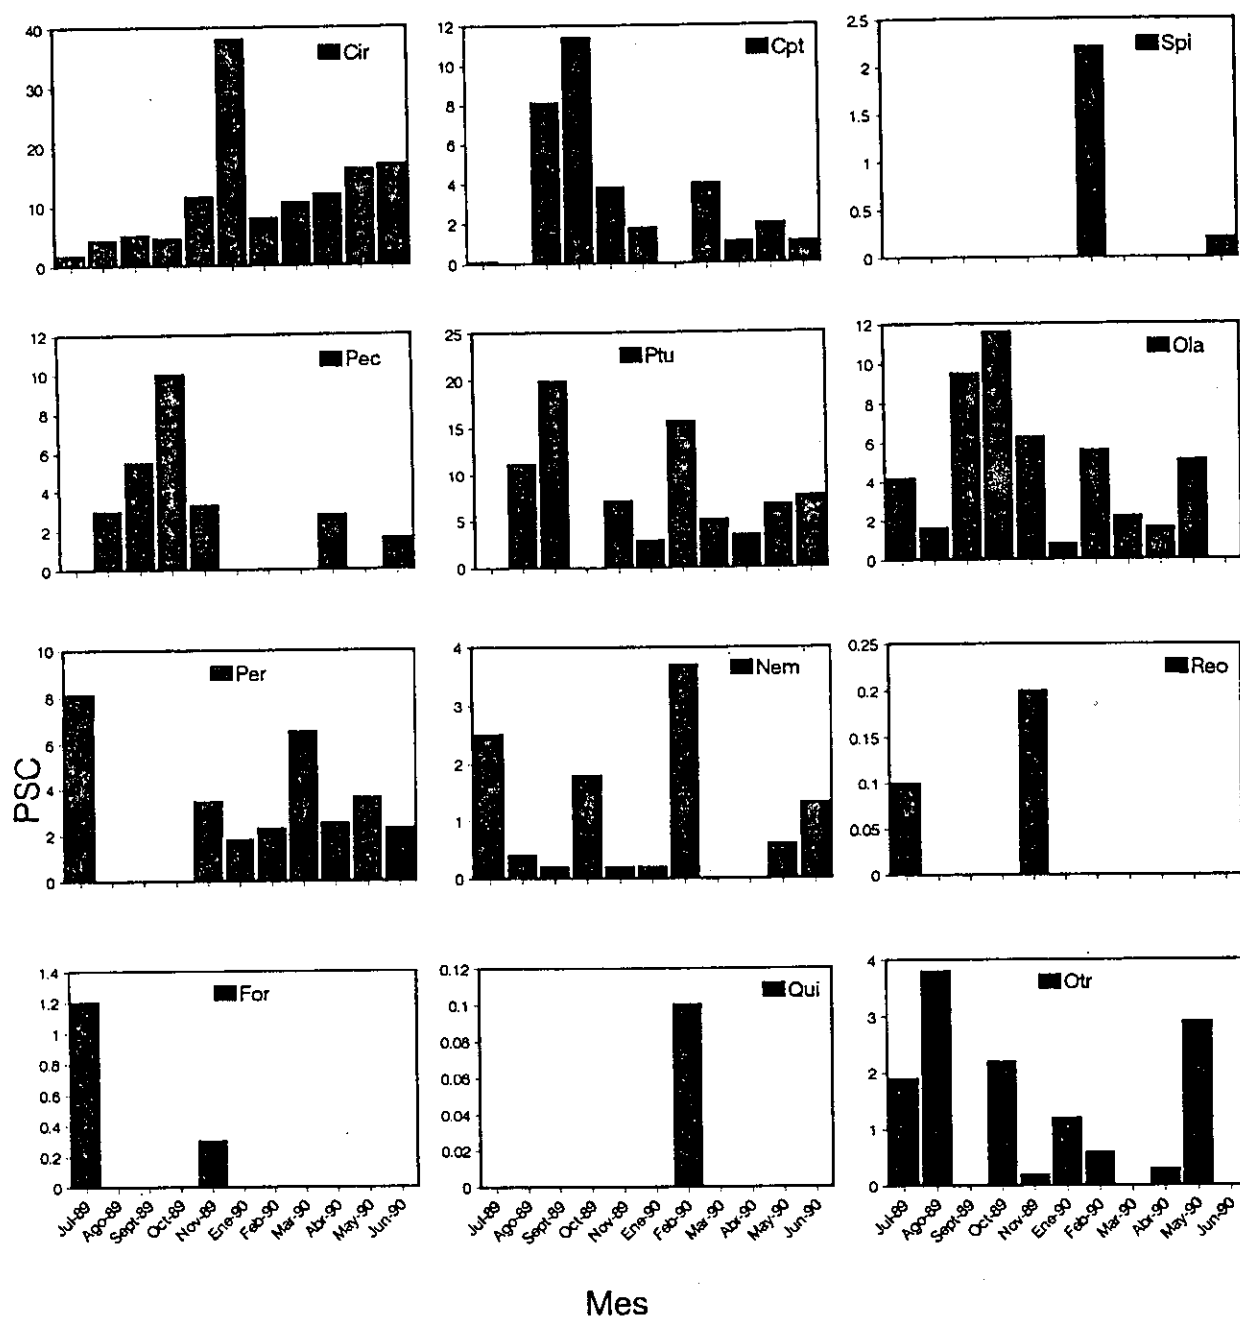 40
30
20
10
0
Cir
12
10
8
6
4
2
0
Cpt
2.5
2
1.5
1
0.5
0
Spi
12
10
8
6
4
2
0
Pec
25
20
15
10
5
0
Ptu
12
10
8
6
4
2
0
Ola
PSC
10
8
6
4
2
0
Per
4
3
2
1
0
Nem
0.25
0.2
0.15
0.1
0.05
0
Reo
1.4
1.2
1
0.8
0.6
0.4
0.2
0
For
Jul-89
Ago-89
Sept-89
Oct-89
Nov-89
Ene-90
Feb-90
Mar-90
Abr-90
May-90
Jun-90
0.12
0.1
0.08
0.06
0.04
0.02
0
Qui
Jul-89
Ago-89
Sept-89
Oct-89
Nov-89
Ene-90
Feb-90
Mar-90
Abr-90
May-90
Jun-90
4
3
2
1
0
Otr
Jul-89
Ago-89
Sept-89
Oct-89
Nov-89
Ene-90
Feb-90
Mar-90
Abr-90
May-90
Jun-90
Mes